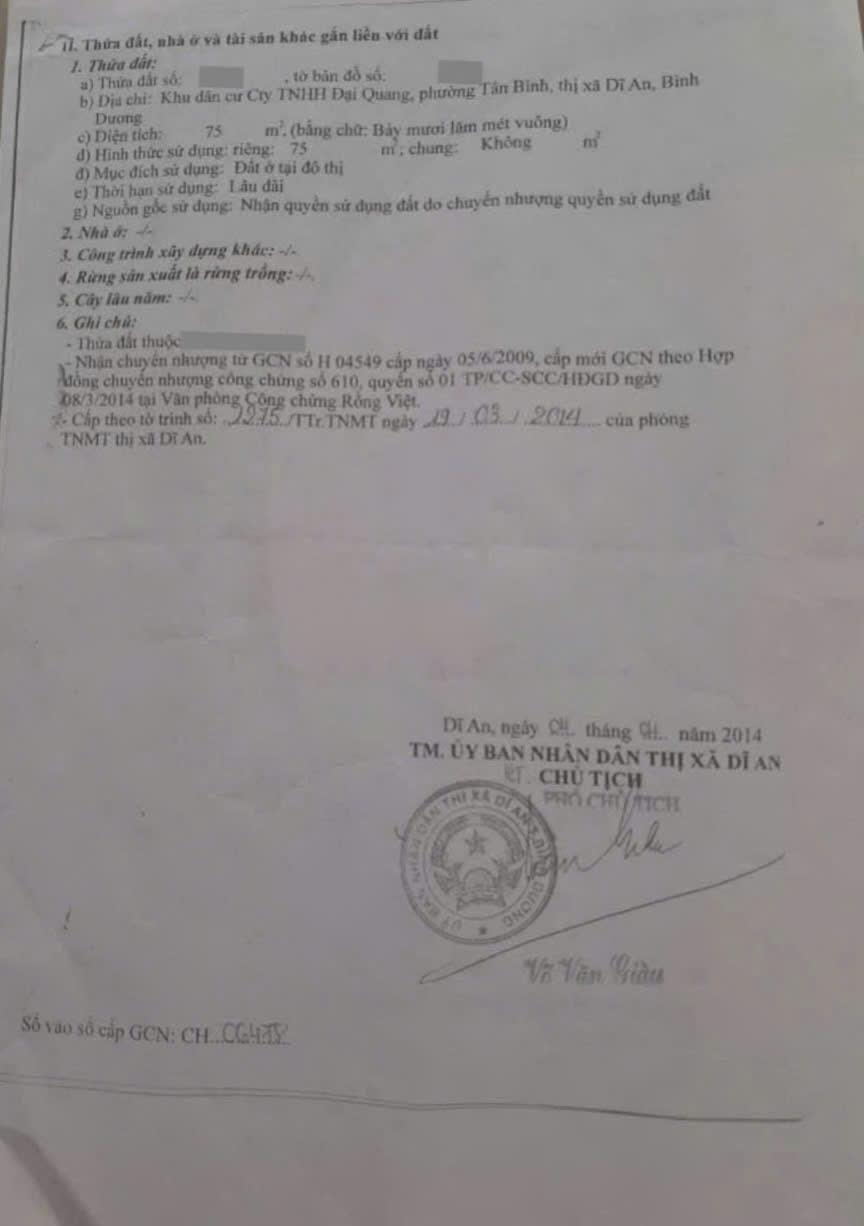 II. Thửa đất, nhà ở và tài sản khác gắn liền với đất
1. Thửa đất:
a) Thửa đất số: , tờ bản đồ số:
b) Địa chỉ: Khu dân cư Cty TNHH Đại Quang, phường Tân Bình, thị xã Dĩ An, Bình
Dương
c) Diện tích: 75 m², (bằng chữ: Bảy mươi lăm mét vuông)
d) Hình thức sử dụng: riêng: 75 m²; chung: Không m²
đ) Mục đích sử dụng: Đất ở tại đô thị
e) Thời hạn sử dụng: Lâu dài
g) Nguồn gốc sử dụng: Nhận quyền sử dụng đất do chuyển nhượng quyền sử dụng đất
2. Nhà ở: -/-
3. Công trình xây dựng khác: -/-
4. Rừng sản xuất là rừng trồng: -/-.
5. Cây lâu năm: -/-
6. Ghi chú:
- Thửa đất thuộc
- Nhận chuyển nhượng từ GCN số H 04549 cấp ngày 05/6/2009, cấp mới GCN theo Hợp
đồng chuyển nhượng công chứng số 610, quyển số 01 TP/CC-SCC/HĐGD ngày
08/3/2014 tại Văn phòng Công chứng Rồng Việt.
- Cấp theo tờ trình số: 1275/TTr.TNMT ngày 19/03/2014 của phòng
TNMT thị xã Dĩ An.
Dĩ An, ngày tháng năm 2014
TM. ỦY BAN NHÂN DÂN THỊ XÃ DĨ AN
KT. CHỦ TỊCH
PHÓ CHỦ TỊCH
ỦY BAN NHÂN DÂN THỊ XÃ DĨ AN
Võ Văn Giàu
Số vào sổ cấp GCN: CH